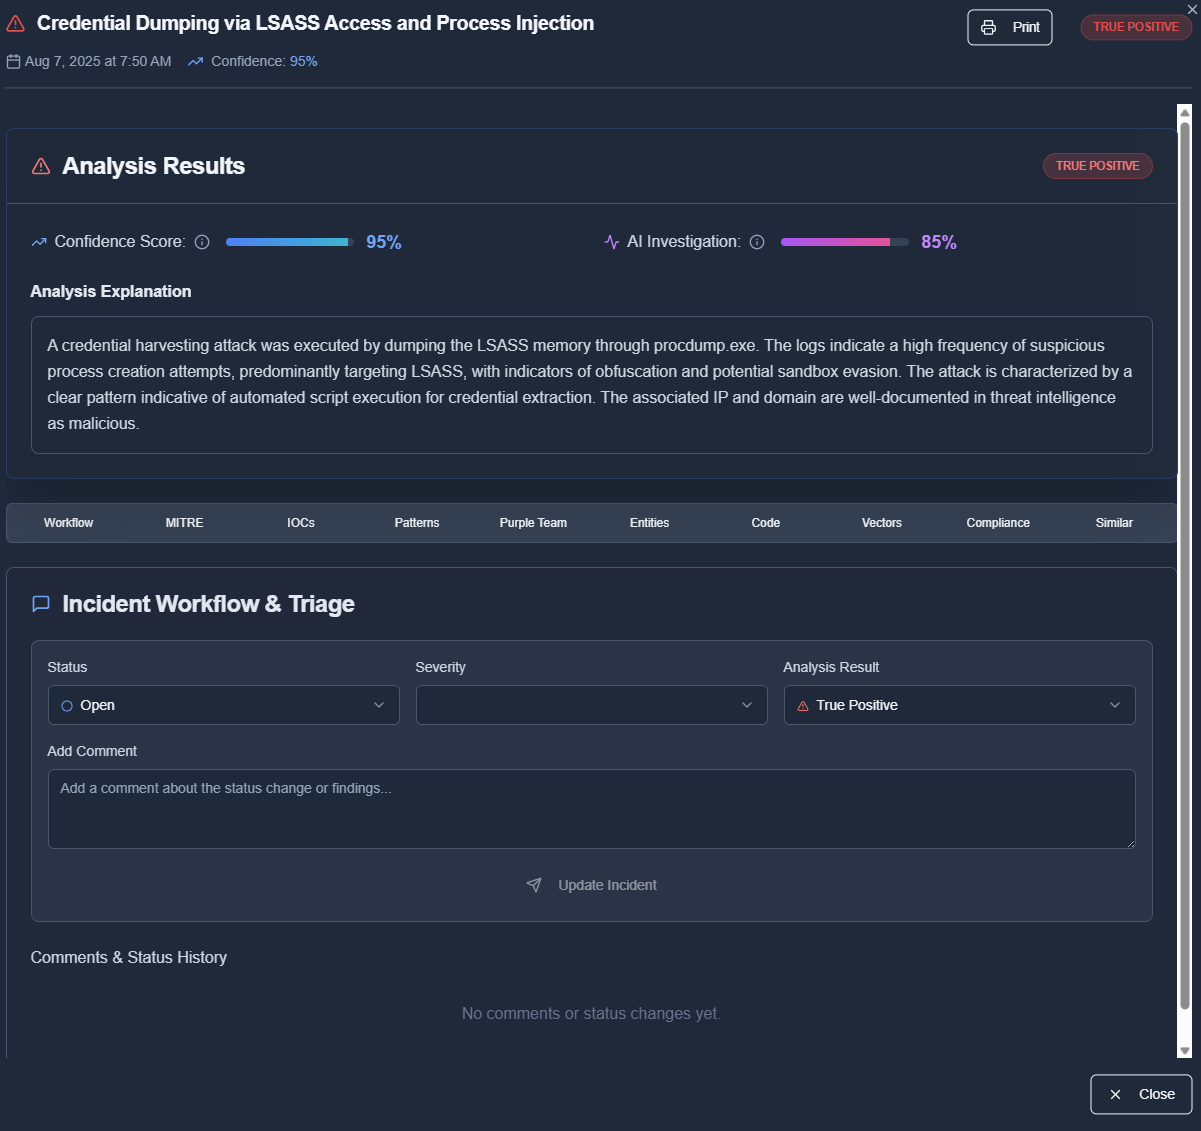 Credential Dumping via LSASS Access and Process Injection
Print
TRUE POSITIVE
Aug 7, 2025 at 7:50 AM
Confidence: 95%
Analysis Results
TRUE POSITIVE
Confidence Score:
95%
AI Investigation:
85%
Analysis Explanation
A credential harvesting attack was executed by dumping the LSASS memory through procdump.exe. The logs indicate a high frequency of suspicious
process creation attempts, predominantly targeting LSASS, with indicators of obfuscation and potential sandbox evasion. The attack is characterized by a
clear pattern indicative of automated script execution for credential extraction. The associated IP and domain are well-documented in threat intelligence
as malicious.
Workflow
MITRE
IOCs
Patterns
Purple Team
Entities
Code
Vectors
Compliance
Similar
Incident Workflow & Triage
Status
Severity
Analysis Result
Open
True Positive
Add Comment
Add a comment about the status change or findings...
Update Incident
Comments & Status History
No comments or status changes yet.
Close